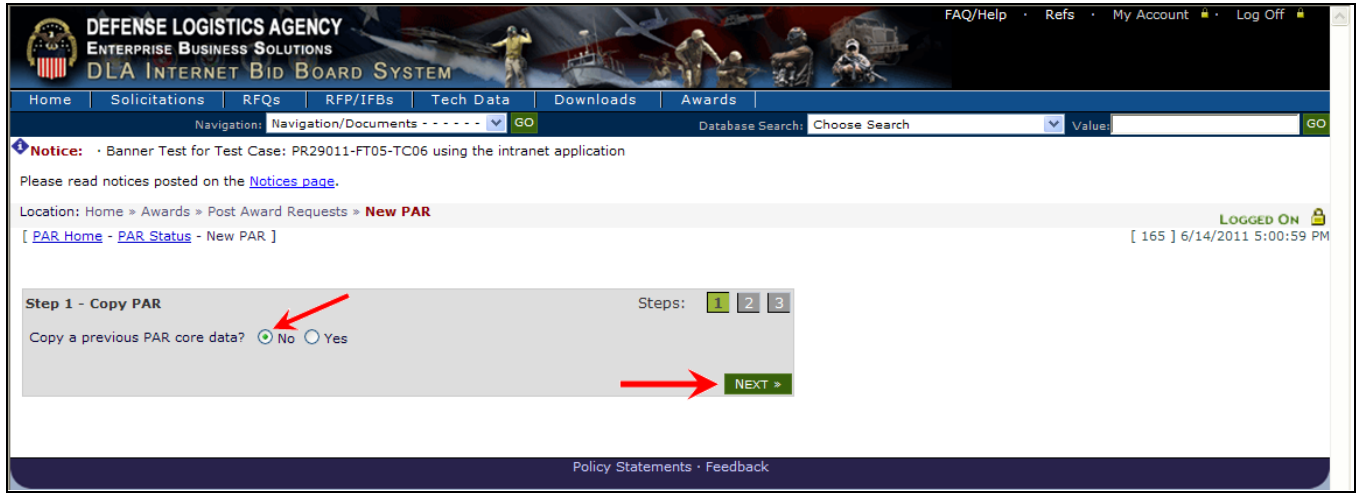 DEFENSE LOGISTICS AGENCY
ENTERPRISE BUSINESS SOLUTIONS
DLA INTERNET BID BOARD SYSTEM
FAQ/Help · Refs · My Account · Log Off
Home | Solicitations | RFQs | RFP/IFBs | Tech Data | Downloads | Awards |
Navigation: Navigation/Documents - - - - - - GO Database Search: Choose Search Value: GO
Notice: · Banner Test for Test Case: PR29011-FT05-TC06 using the intranet application
Please read notices posted on the Notices page.
Location: Home » Awards » Post Award Requests » New PAR
LOGGED ON
[ PAR Home - PAR Status - New PAR ] [ 165 ] 6/14/2011 5:00:59 PM
Step 1 - Copy PAR Steps: 1 2 3
Copy a previous PAR core data? No Yes
NEXT »
Policy Statements · Feedback